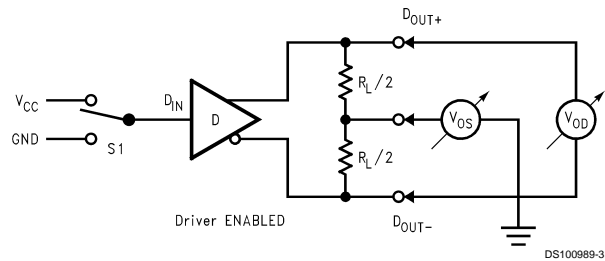 DOUT+
VCC
DIN
RL/2
D
VOS
VOD
GND
S1
RL/2
Driver ENABLED
DOUT−
DS100989-3